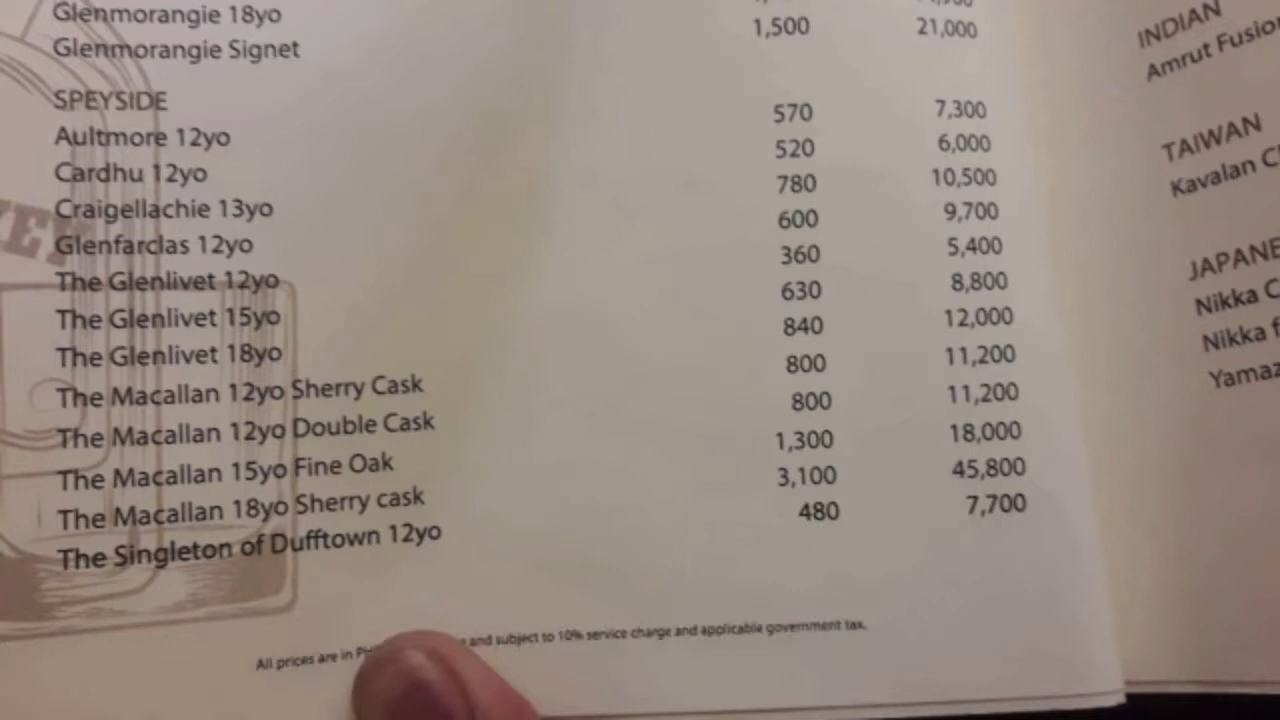 Glenmorangie 18yo
Glenmorangie Signet 1,500 21,000
SPEYSIDE
Aultmore 12yo 570 7,300
Cardhu 12yo 520 6,000
Craigellachie 13yo 780 10,500
Glenfarclas 12yo 600 9,700
The Glenlivet 12yo 360 5,400
The Glenlivet 15yo 630 8,800
The Glenlivet 18yo 840 12,000
The Macallan 12yo Sherry Cask 800 11,200
The Macallan 12yo Double Cask 800 11,200
The Macallan 15yo Fine Oak 1,300 18,000
The Macallan 18yo Sherry cask 3,100 45,800
The Singleton of Dufftown 12yo 480 7,700
All prices are in and subject to 10% service charge and applicable government tax.
INDIAN
Amrut Fusion
TAIWAN
Kavalan
JAPANE
Nikka C
Nikka f
Yamaz